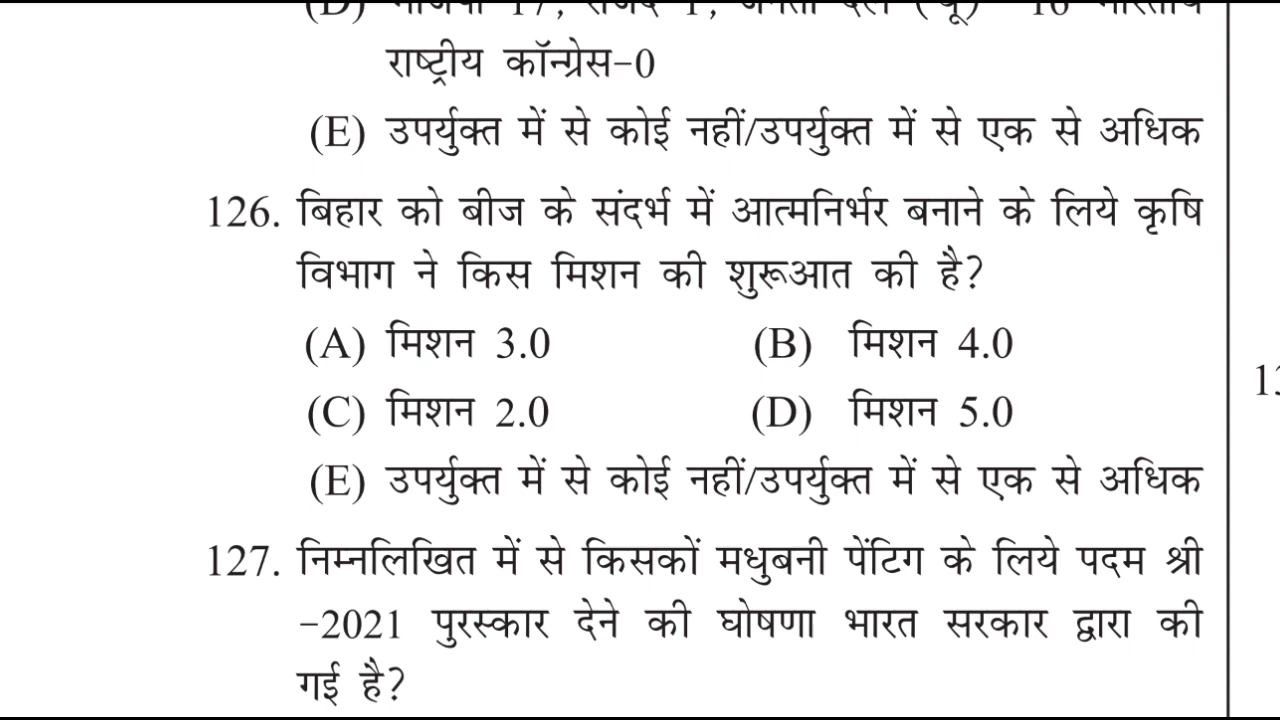 राष्ट्रीय कॉन्ग्रेस-0
(E) उपर्युक्त में से कोई नहीं/उपर्युक्त में से एक से अधिक
126. बिहार को बीज के संदर्भ में आत्मनिर्भर बनाने के लिये कृषि
विभाग ने किस मिशन की शुरूआत की है?
(A) मिशन 3.0 (B) मिशन 4.0
(C) मिशन 2.0 (D) मिशन 5.0
(E) उपर्युक्त में से कोई नहीं/उपर्युक्त में से एक से अधिक
127. निम्नलिखित में से किसकों मधुबनी पेंटिग के लिये पदम श्री
-2021 पुरस्कार देने की घोषणा भारत सरकार द्वारा की
गई है?